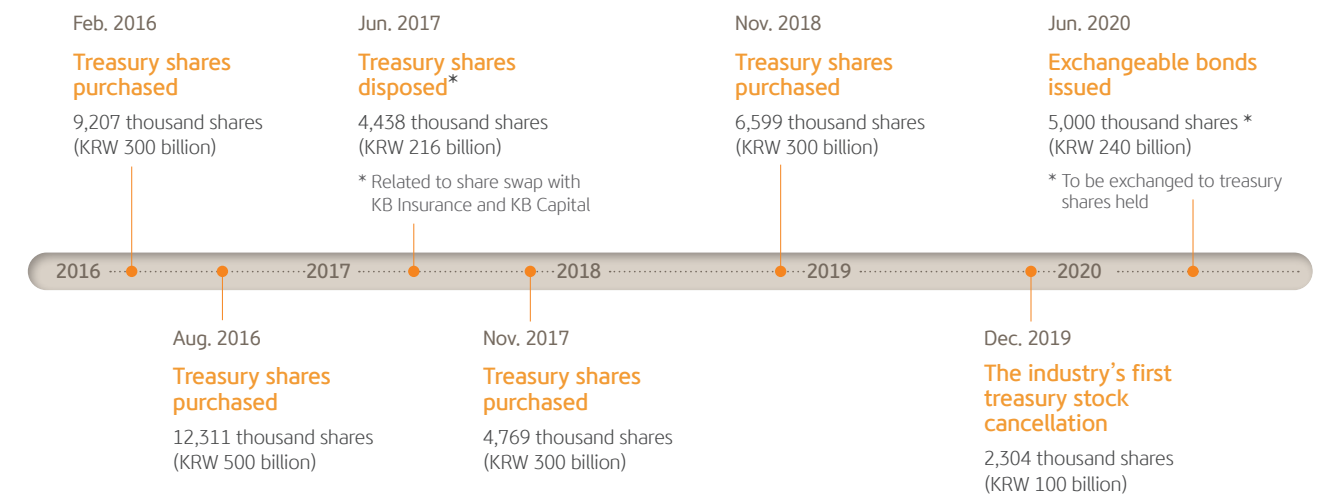 Feb. 2016
Treasury shares
purchased
9,207 thousand shares
(KRW 300 billion)
Jun. 2017
Treasury shares
disposed*
4,438 thousand shares
(KRW 216 billion)
* Related to share swap with
KB Insurance and KB Capital
Nov. 2018
Treasury shares
purchased
6,599 thousand shares
(KRW 300 billion)
Jun. 2020
Exchangeable bonds
issued
5,000 thousand shares *
(KRW 240 billion)
* To be exchanged to treasury
shares held
2016 2017 2018 2019 2020
Aug. 2016
Treasury shares
purchased
12,311 thousand shares
(KRW 500 billion)
Nov. 2017
Treasury shares
purchased
4,769 thousand shares
(KRW 300 billion)
Dec. 2019
The industry's first
treasury stock
cancellation
2,304 thousand shares
(KRW 100 billion)